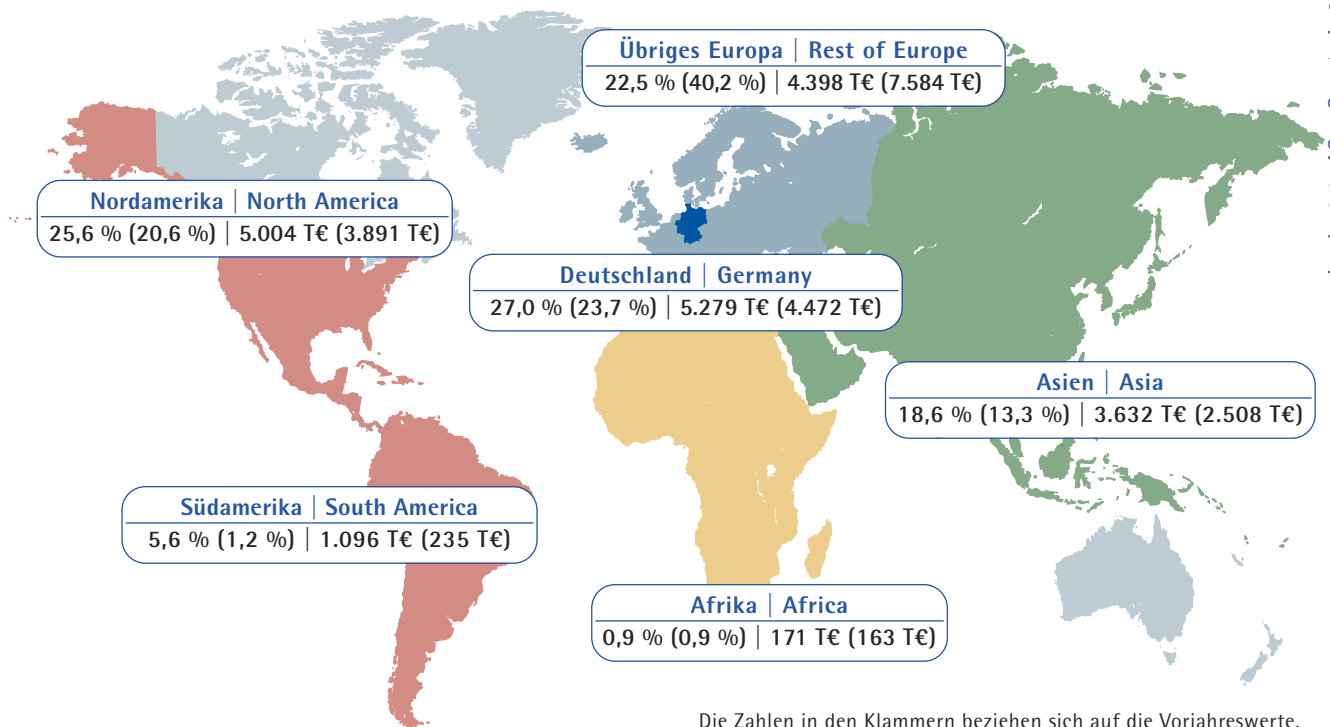 Übriges Europa | Rest of Europe
22,5 % (40,2 %) | 4.398 T€ (7.584 T€)
Nordamerika | North America
25,6 % (20,6 %) | 5.004 T€ (3.891 T€)
Deutschland | Germany
27,0 % (23,7 %) | 5.279 T€ (4.472 T€)
Asien | Asia
18,6 % (13,3 %) | 3.632 T€ (2.508 T€)
Südamerika | South America
5,6 % (1,2 %) | 1.096 T€ (235 T€)
Afrika | Africa
0,9 % (0,9 %) | 171 T€ (163 T€)
Die Zahlen in den Klammern beziehen sich auf die Vorjahreswerte.